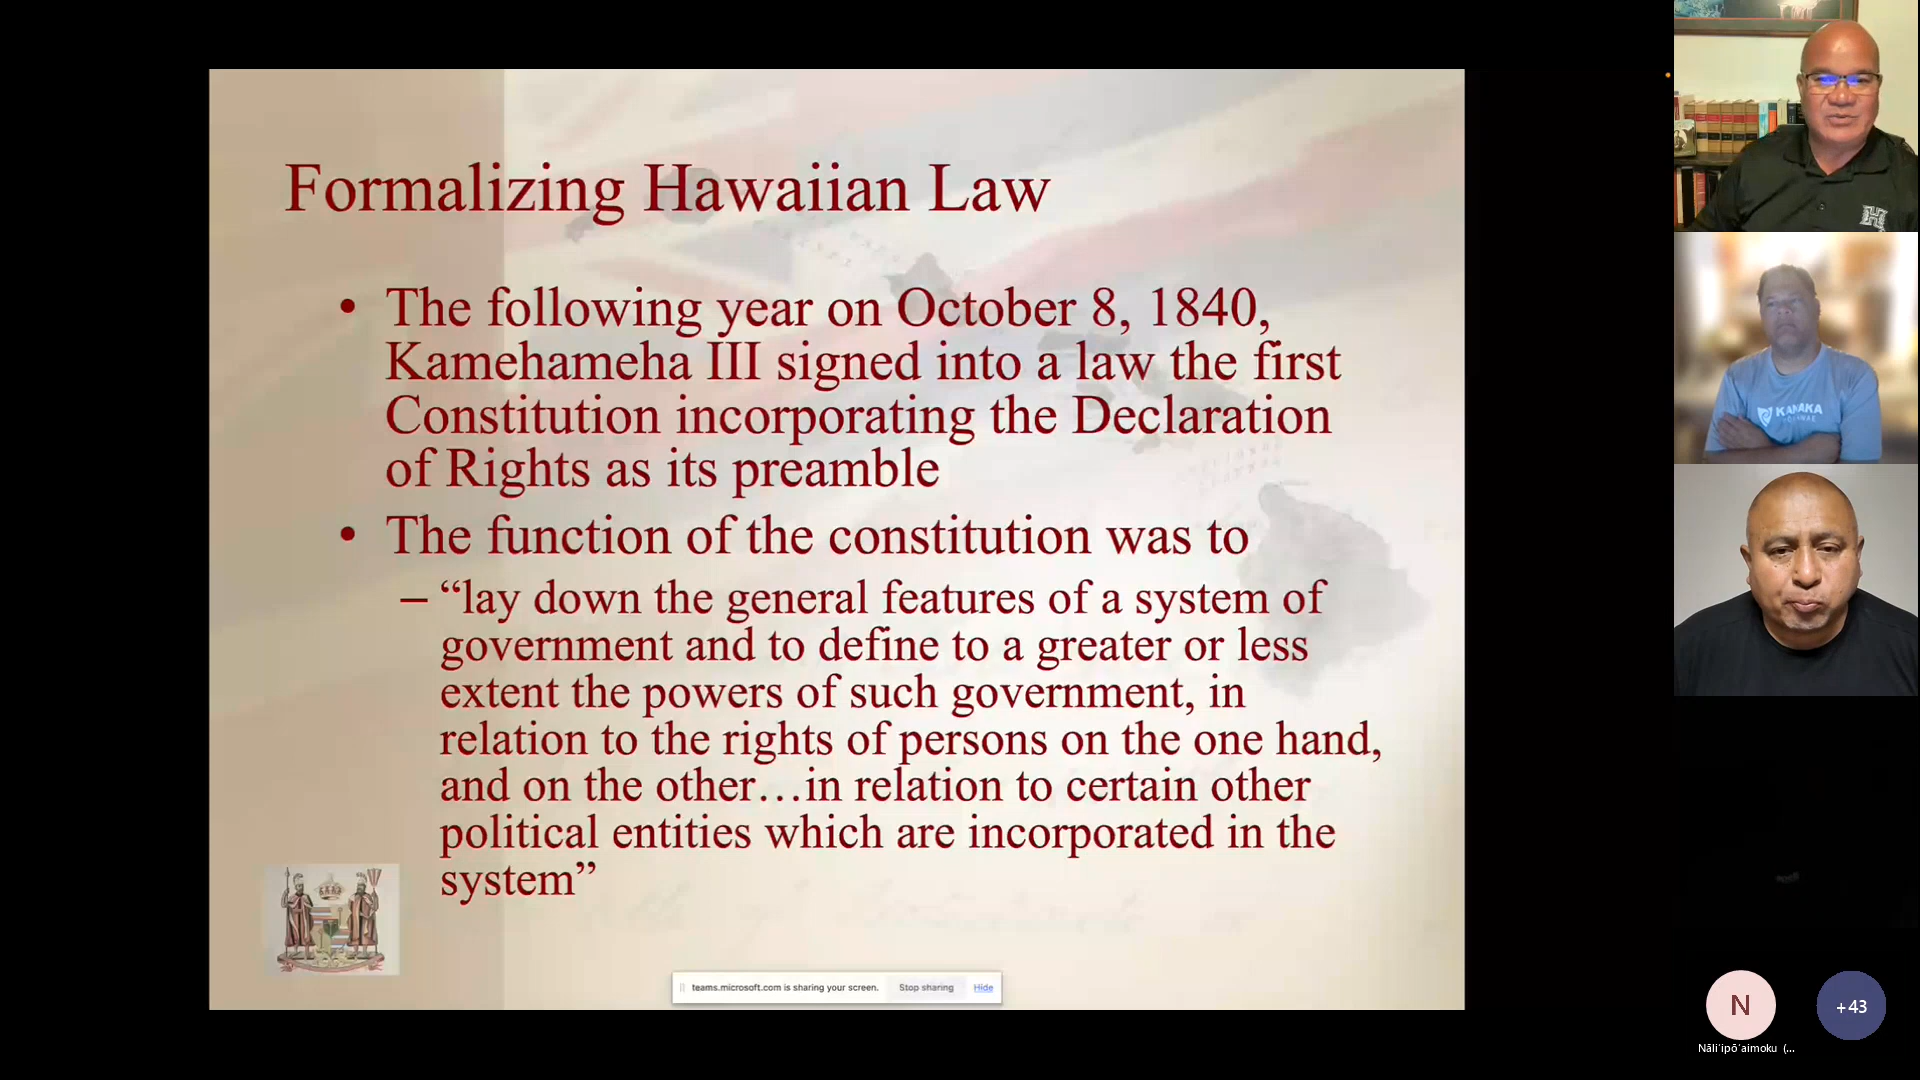 Formalizing Hawaiian Law
• The following year on October 8, 1840,
Kamehameha III signed into a law the first
Constitution incorporating the Declaration
of Rights as its preamble
• The function of the constitution was to
– “lay down the general features of a system of
government and to define to a greater or less
extent the powers of such government, in
relation to the rights of persons on the one hand,
and on the other…in relation to certain other
political entities which are incorporated in the
system”
teams.microsoft.com is sharing your screen. Stop sharing Hide
H
KANAKA
N
+43
Nāliʻipōʻaimoku (...